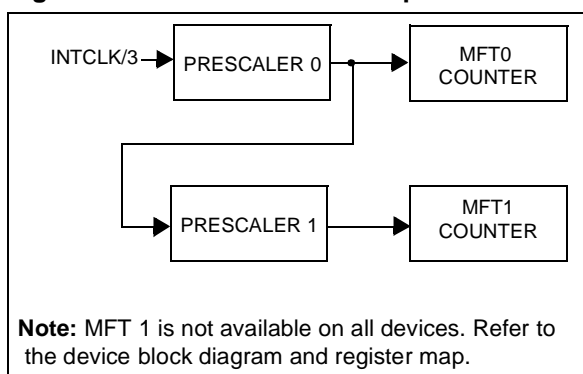 INTCLK/3
PRESCALER 0
MFT0
COUNTER
PRESCALER 1
MFT1
COUNTER
Note: MFT 1 is not available on all devices. Refer to
the device block diagram and register map.